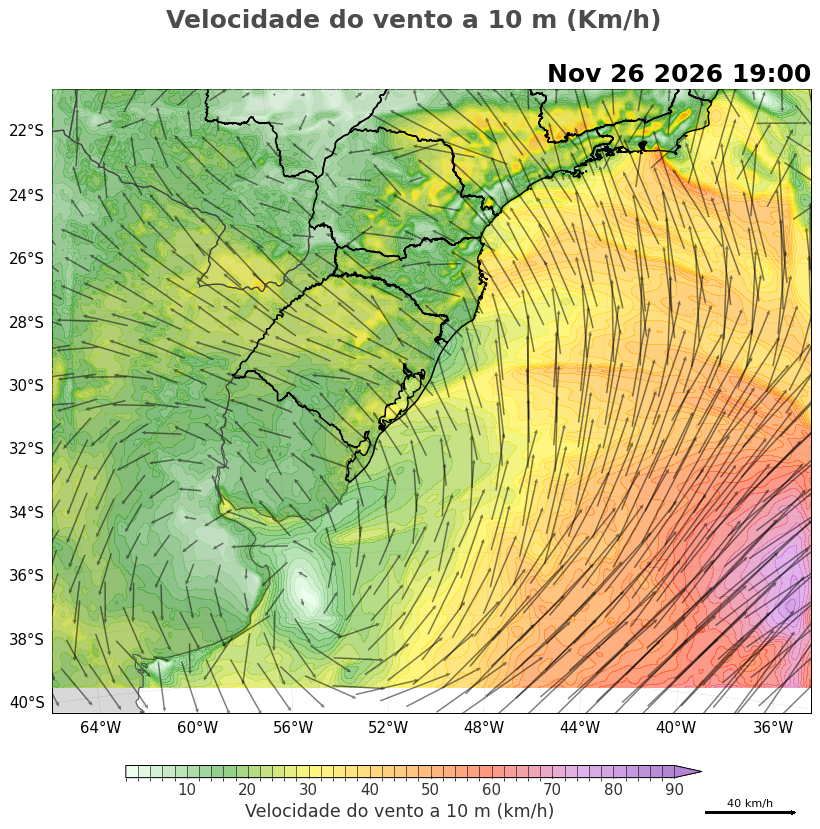 Velocidade do vento a 10 m (Km/h)
Nov 26 2026 19:00
22°S
24°S
26°S
28°S
30°S
32°S
34°S
36°S
38°S
40°S
64°W 60°W 56°W 52°W 48°W 44°W 40°W 36°W
10 20 30 40 50 60 70 80 90
Velocidade do vento a 10 m (km/h)
40 km/h